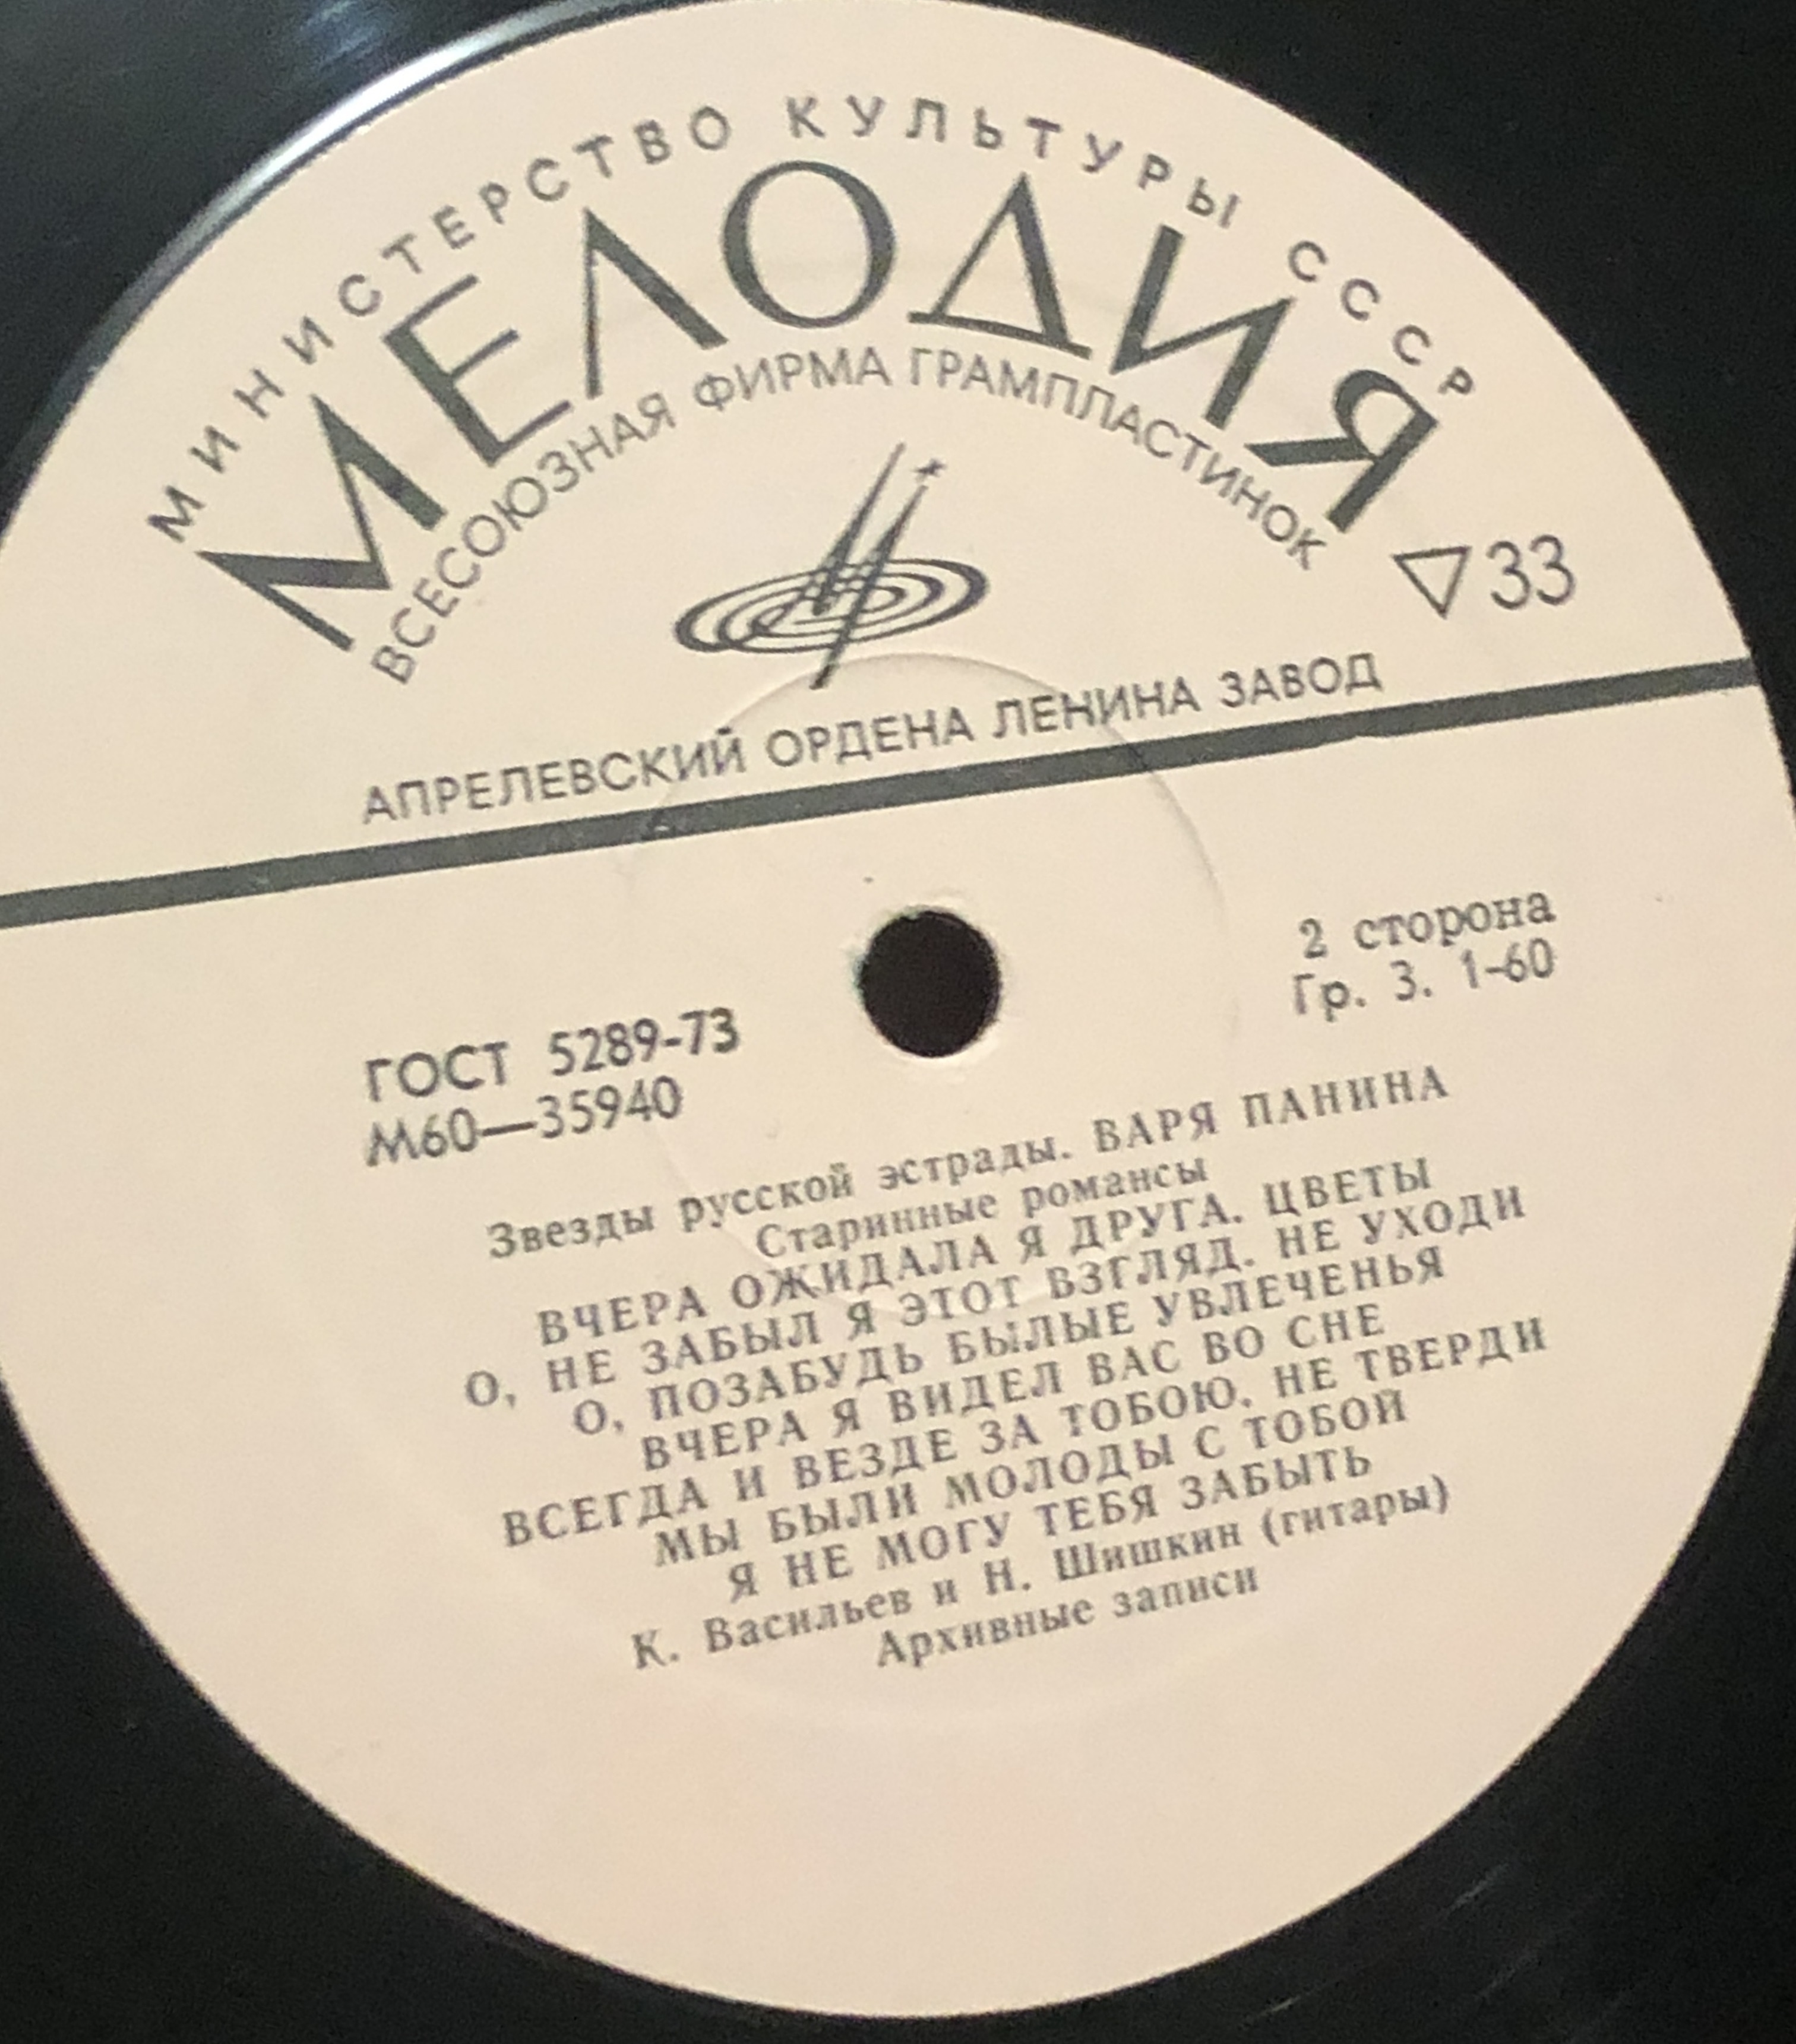 МИНИСТЕРСТВО КУЛЬТУРЫ СССР
МЕЛОДИЯ
ВСЕСОЮЗНАЯ ФИРМА ГРАМПЛАСТИНОК
33
АПРЕЛЕВСКИЙ ОРДЕНА ЛЕНИНА ЗАВОД
2 сторона
Гр. 3. 1-60
ГОСТ 5289-73
М60—35940
Звезды русской эстрады. ВАРЯ ПАНИНА
Старинные романсы
ВЧЕРА ОЖИДАЛА Я ДРУГА. ЦВЕТЫ
О, НЕ ЗАБЫЛ Я ЭТОТ ВЗГЛЯД. НЕ УХОДИ
О, ПОЗАБУДЬ БЫЛЫЕ УВЛЕЧЕНЬЯ
ВЧЕРА Я ВИДЕЛ ВАС ВО СНЕ
ВСЕГДА И ВЕЗДЕ ЗА ТОБОЮ. НЕ ТВЕРДИ
МЫ БЫЛИ МОЛОДЫ С ТОБОЙ
Я НЕ МОГУ ТЕБЯ ЗАБЫТЬ
К. Васильев и Н. Шишкин (гитары)
Архивные записи